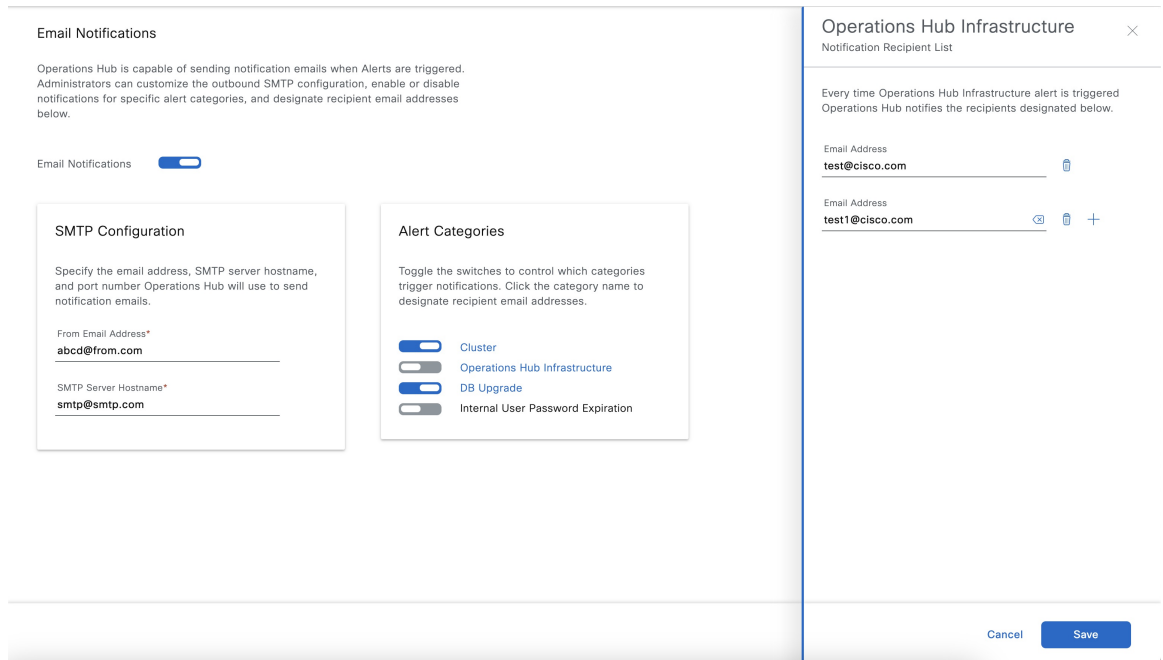 Email Notifications
Operations Hub is capable of sending notification emails when Alerts are triggered.
Administrators can customize the outbound SMTP configuration, enable or disable
notifications for specific alert categories, and designate recipient email addresses
below.
Email Notifications
SMTP Configuration
Specify the email address, SMTP server hostname,
and port number Operations Hub will use to send
notification emails.
From Email Address*
abcd@from.com
SMTP Server Hostname*
smtp@smtp.com
Alert Categories
Toggle the switches to control which categories
trigger notifications. Click the category name to
designate recipient email addresses.
Cluster
Operations Hub Infrastructure
DB Upgrade
Internal User Password Expiration
Operations Hub Infrastructure
Notification Recipient List
Every time Operations Hub Infrastructure alert is triggered
Operations Hub notifies the recipients designated below.
Email Address
test@cisco.com
Email Address
test1@cisco.com
Cancel
Save